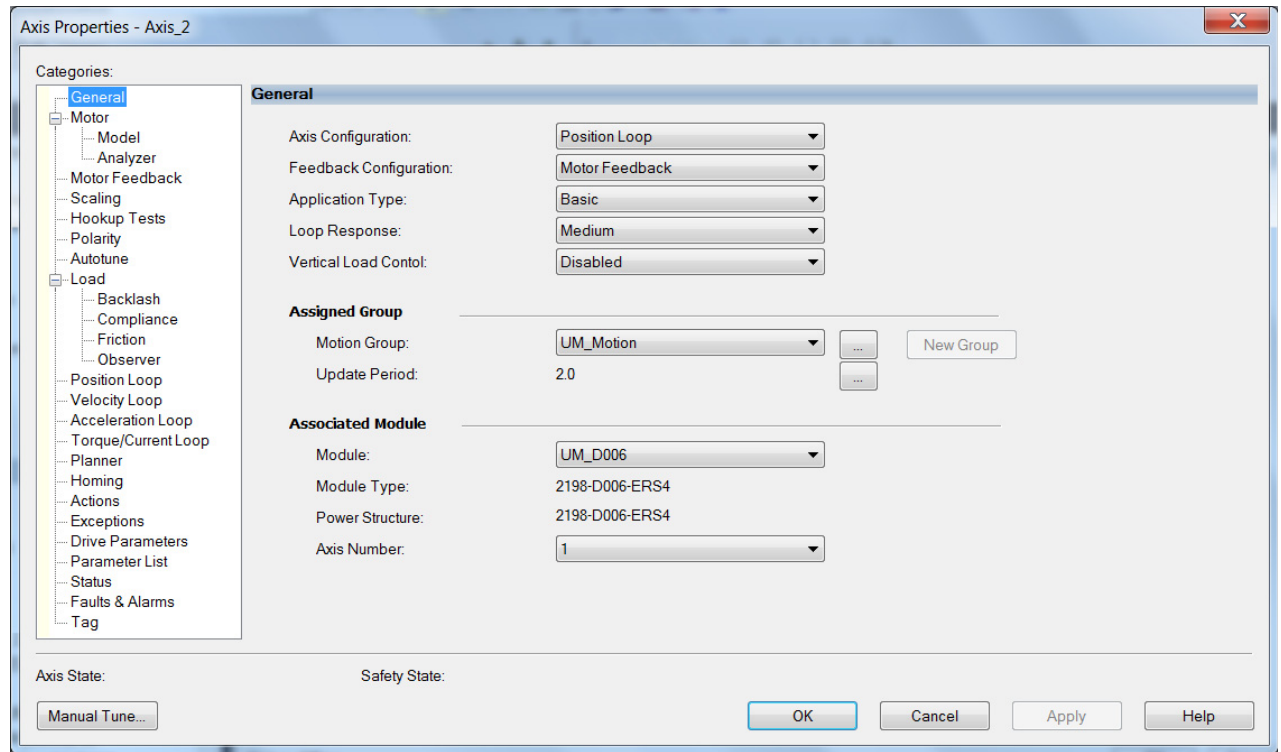 Axis Properties - Axis_2
X
Categories:
General
Motor
Model
Analyzer
Motor Feedback
Scaling
Hookup Tests
Polarity
Autotune
Load
Backlash
Compliance
Friction
Observer
Position Loop
Velocity Loop
Acceleration Loop
Torque/Current Loop
Planner
Homing
Actions
Exceptions
Drive Parameters
Parameter List
Status
Faults & Alarms
Tag
General
Axis Configuration: Position Loop
Feedback Configuration: Motor Feedback
Application Type: Basic
Loop Response: Medium
Vertical Load Contol: Disabled
Assigned Group
Motion Group: UM_Motion ... New Group
Update Period: 2.0 ...
Associated Module
Module: UM_D006
Module Type: 2198-D006-ERS4
Power Structure: 2198-D006-ERS4
Axis Number: 1
Axis State: Safety State:
Manual Tune... OK Cancel Apply Help